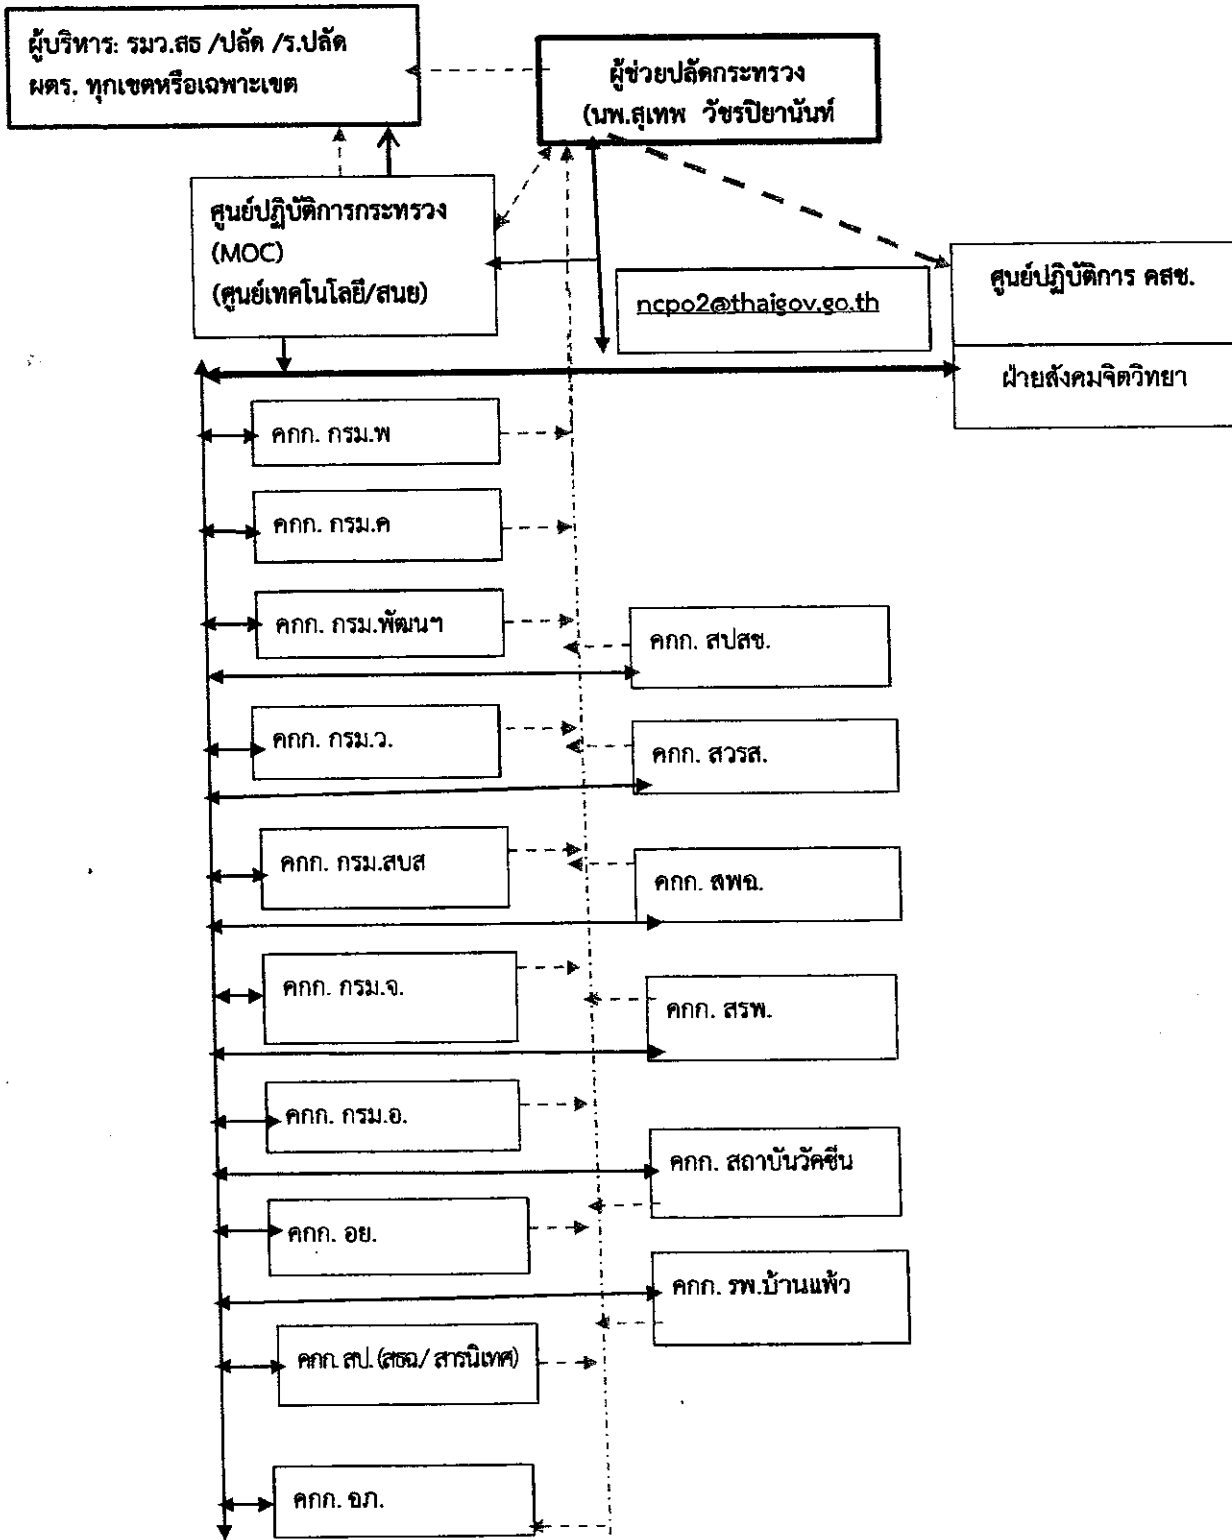 ผู้บริหาร: รมว.สธ /ปลัด /ร.ปลัด
ผตร. ทุกเขตหรือเฉพาะเขต
ผู้ช่วยปลัดกระทรวง
(นพ.สุเทพ วัชรปิยานันท์
ศูนย์ปฏิบัติการกระทรวง
(MOC)
(ศูนย์เทคโนโลยี/สนย)
ncpo2@thaigov.go.th
ศูนย์ปฏิบัติการ คสช.
ฝ่ายสังคมจิตวิทยา
คกก. กรม.พ
คกก. กรม.ค
คกก. กรม.พัฒนฯ
คกก. สปสช.
คกก. กรม.ว.
คกก. สวรส.
คกก. กรม.สบส
คกก. สพฉ.
คกก. กรม.จ.
คกก. สรพ.
คกก. กรม.อ.
คกก. สถาบันวัคซีน
คกก. อย.
คกก. รพ.บ้านแพ้ว
คกก. สป. (สธฉ/ สารนิเทศ)
คกก. อภ.